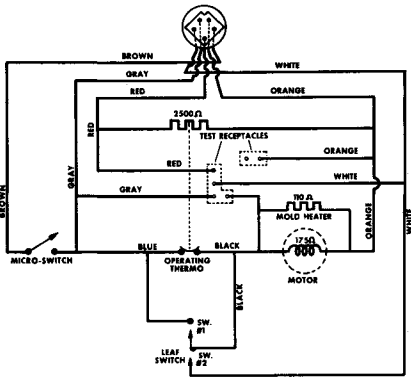 BROWN
GRAY
WHITE
RED
ORANGE
2500Ω
TEST RECEPTACLES
RED
ORANGE
RED
WHITE
GRAY
GRAY
110Ω
MOLD HEATER
BROWN
ORANGE
WHITE
175Ω
BLUE
BLACK
MICRO-SWITCH
OPERATING
THERMO
MOTOR
BLACK
SW.
#1
LEAF
SWITCH
SW.
#2